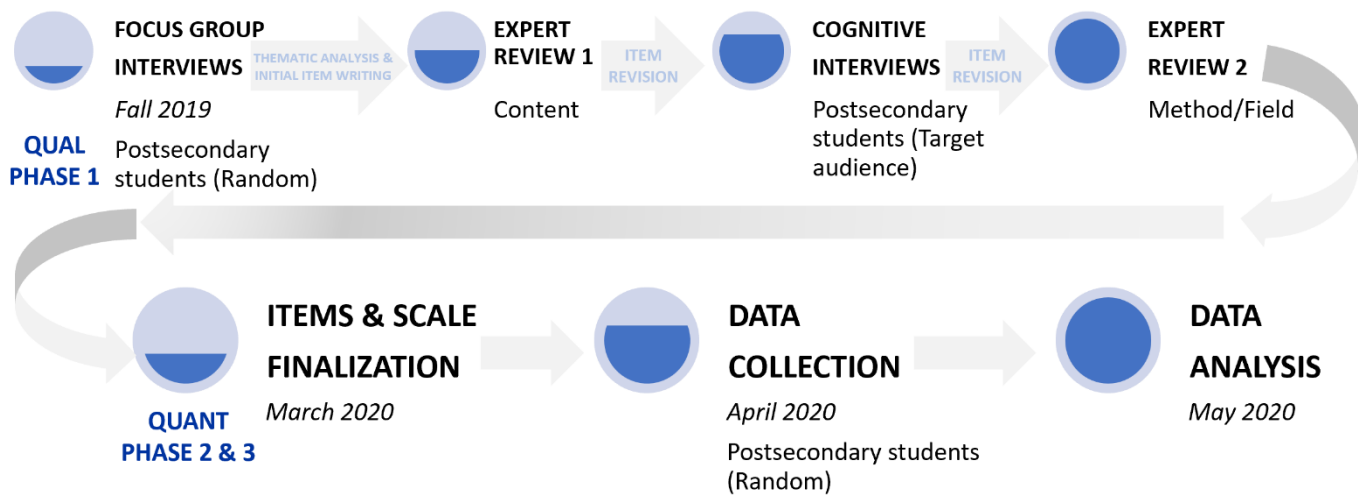 FOCUS GROUP
INTERVIEWS
Fall 2019
Postsecondary
students (Random)
QUAL
PHASE 1
THEMATIC ANALYSIS &
INITIAL ITEM WRITING
EXPERT
REVIEW 1
Content
ITEM
REVISION
COGNITIVE
INTERVIEWS
Postsecondary
students (Target
audience)
ITEM
REVISION
EXPERT
REVIEW 2
Method/Field
ITEMS & SCALE
FINALIZATION
March 2020
QUANT
PHASE 2 & 3
DATA
COLLECTION
April 2020
Postsecondary students
(Random)
DATA
ANALYSIS
May 2020